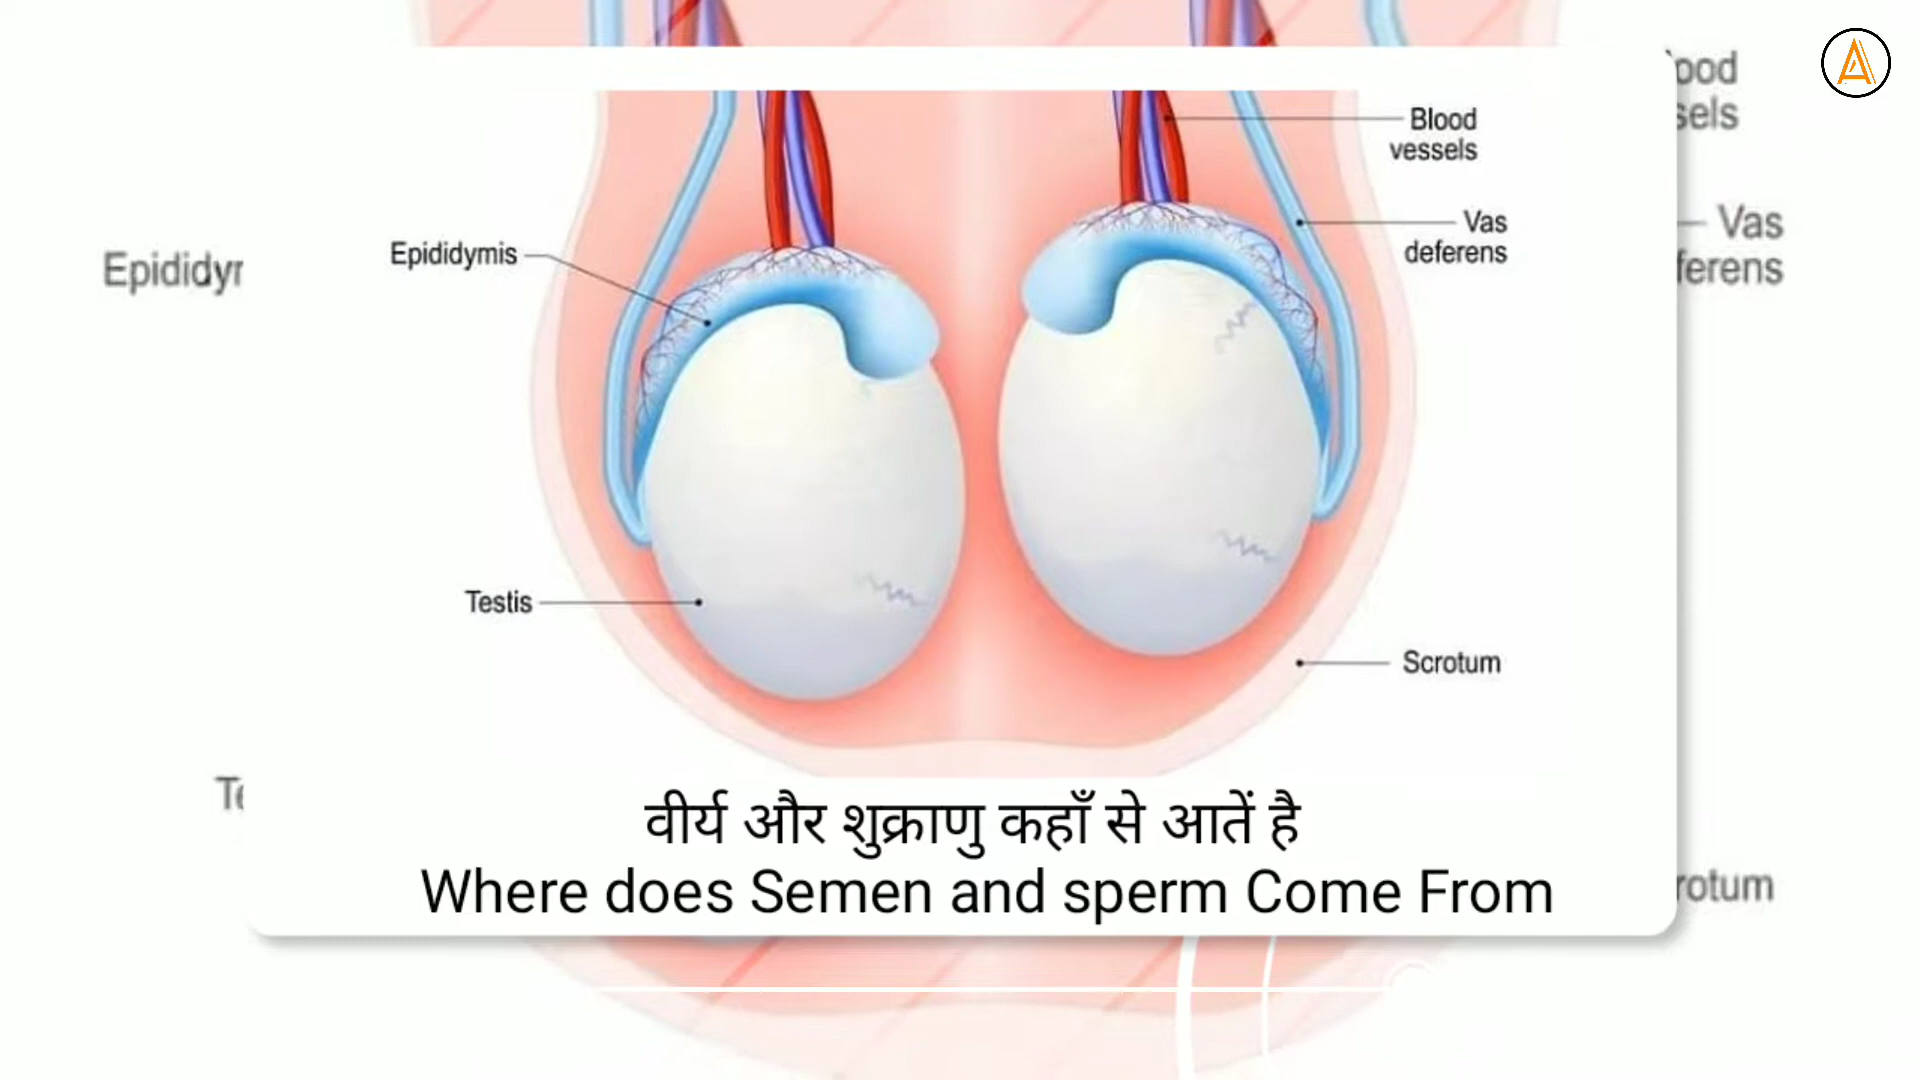 Blood
vessels
Vas
deferens
Epididymis
Testis
Scrotum
वीर्य और शुक्राणु कहाँ से आतें है
Where does Semen and sperm Come From